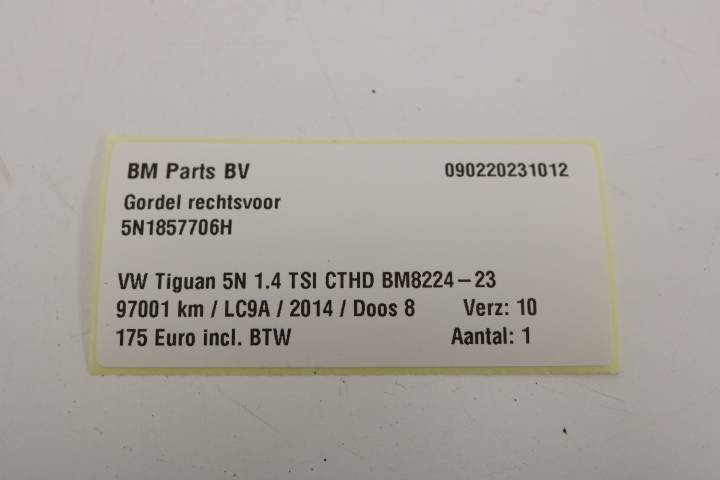 BM Parts BV 090220231012
Gordel rechtsvoor
5N1857706H
VW Tiguan 5N 1.4 TSI CTHD BM8224-23
97001 km / LC9A / 2014 / Doos 8 Verz: 10
175 Euro incl. BTW Aantal: 1